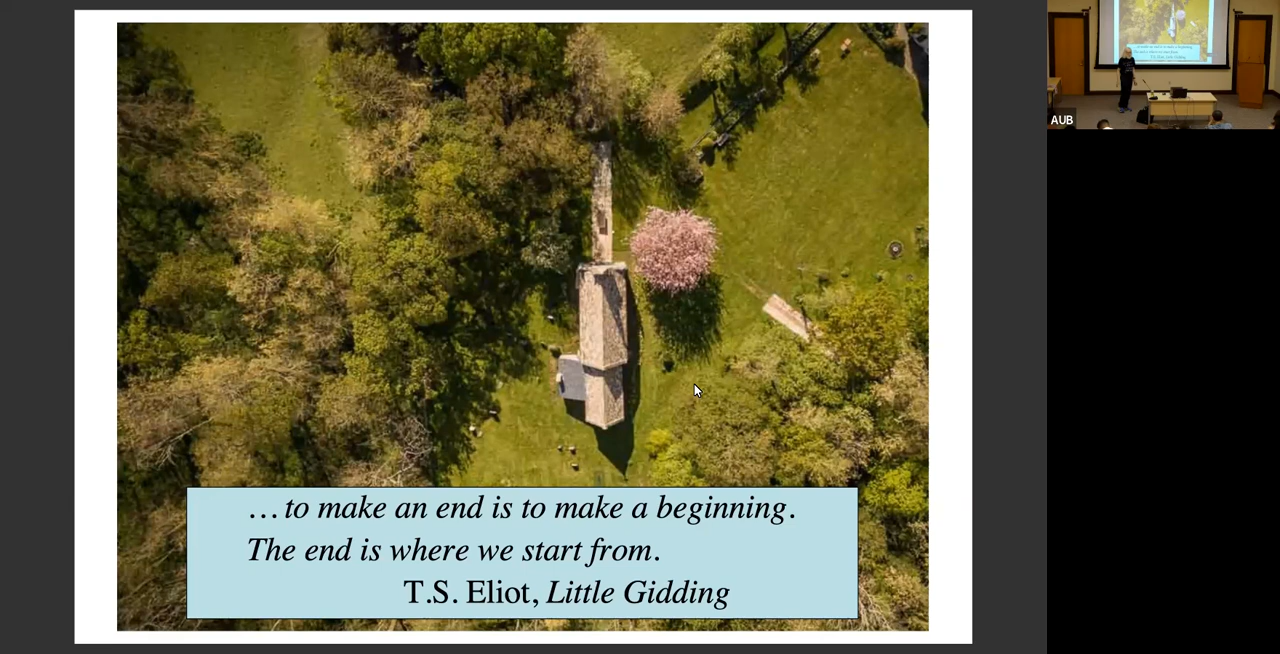 … to make an end is to make a beginning.
The end is where we start from.
T.S. Eliot, Little Gidding
AUB